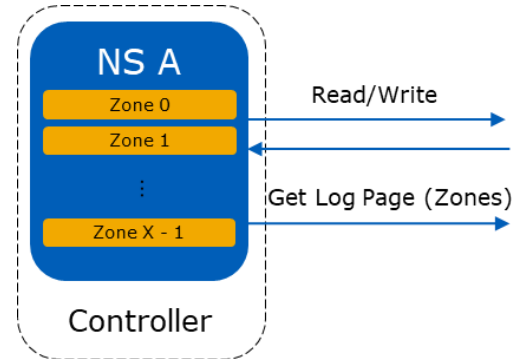 NS A
Zone 0
Zone 1
⋮
Zone X - 1
Controller
Read/Write
Get Log Page (Zones)